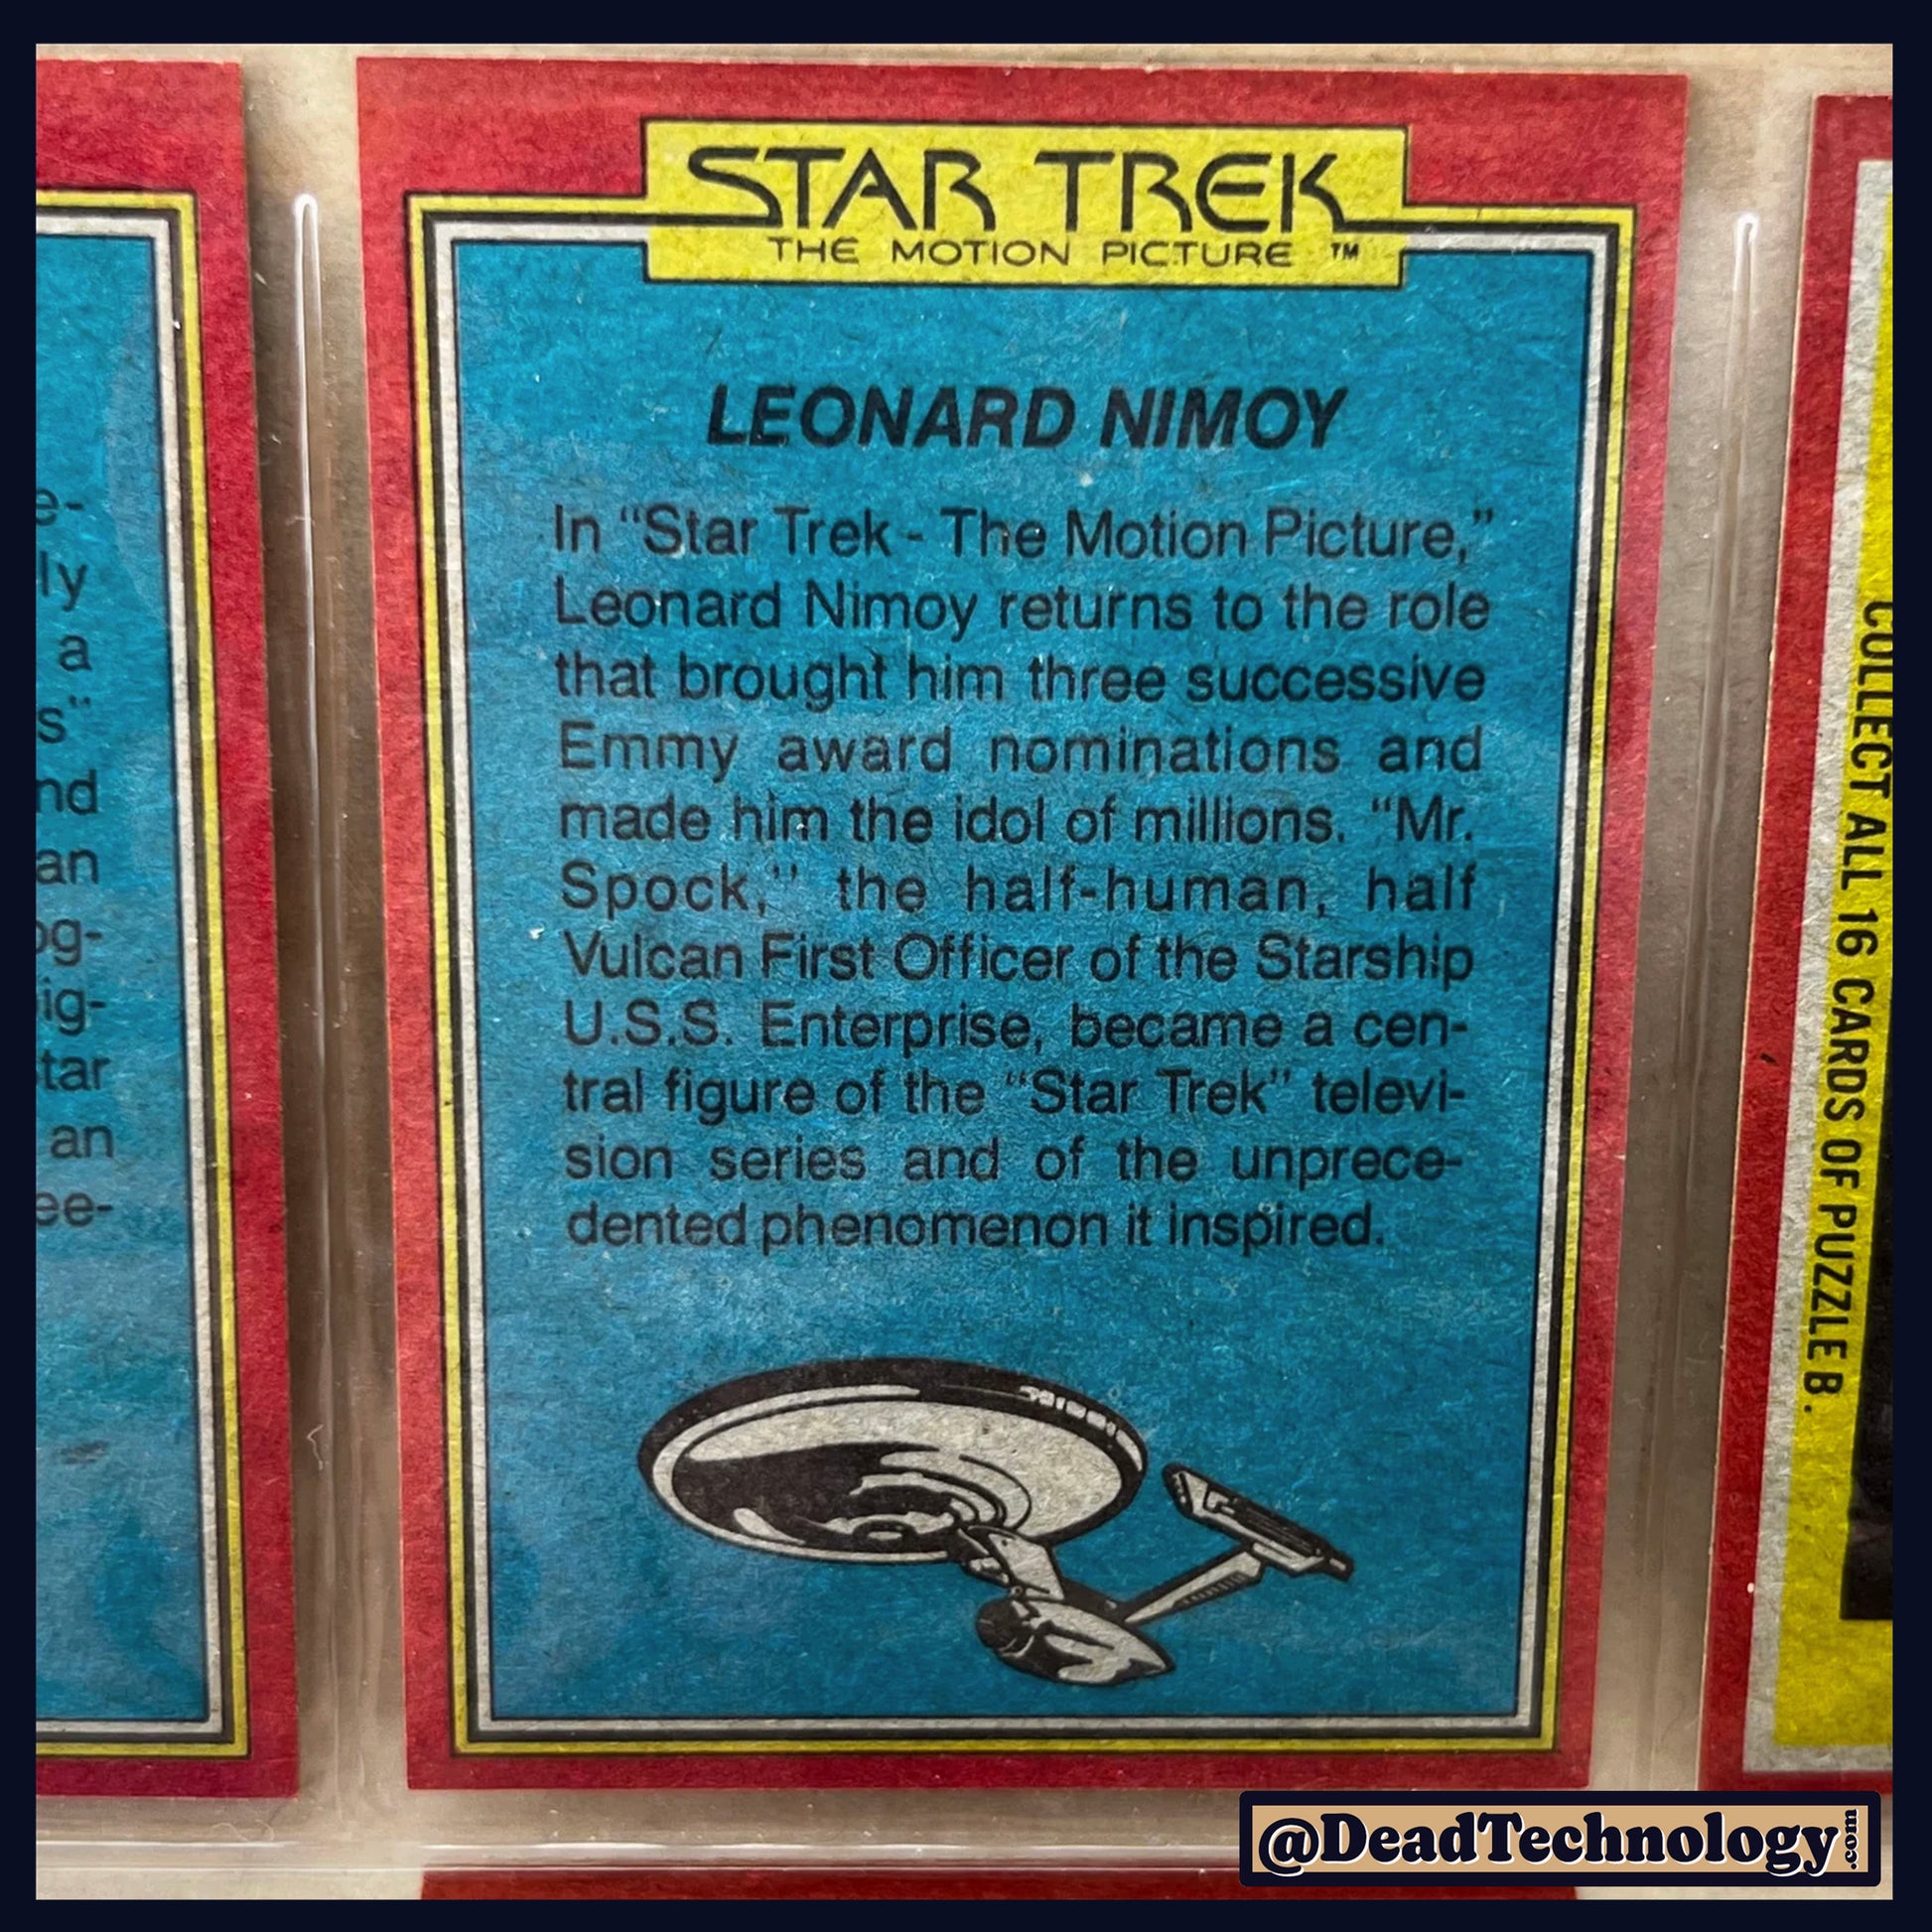 STAR TREK
THE MOTION PICTURE ™
LEONARD NIMOY
In “Star Trek - The Motion Picture,”
Leonard Nimoy returns to the role
that brought him three successive
Emmy award nominations and
made him the idol of millions. “Mr.
Spock,” the half-human, half
Vulcan First Officer of the Starship
U.S.S. Enterprise, became a cen-
tral figure of the “Star Trek” televi-
sion series and of the unprece-
dented phenomenon it inspired.
COLLECT ALL 16 CARDS OF PUZZLE B.
@DeadTechnology.com